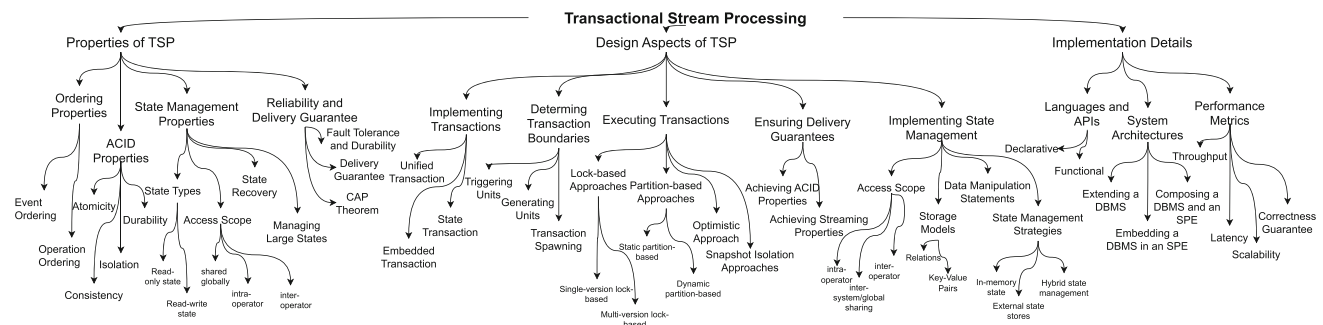 Transactional Stream Processing
Properties of TSP
Design Aspects of TSP
Implementation Details
Ordering
Properties
ACID
Properties
State Management
Properties
Reliability and
Delivery Guarantee
Event
Ordering
Operation
Ordering
Atomicity
Consistency
Isolation
Durability
State Types
Read-
only state
Read-write
state
Access Scope
shared
globally
intra-
operator
inter-
operator
State
Recovery
Managing
Large States
Fault Tolerance
and Durability
Delivery
Guarantee
CAP
Theorem
Implementing
Transactions
Unified
Transaction
Embedded
Transaction
State
Transaction
Determing
Transaction
Boundaries
Triggering
Units
Generating
Units
Transaction
Spawning
Executing Transactions
Lock-based
Approaches
Single-version lock-
based
Multi-version lock-
based
Partition-based
Approaches
Static partition-
based
Dynamic
partition-based
Optimistic
Approach
Snapshot Isolation
Approaches
Ensuring Delivery
Guarantees
Achieving ACID
Properties
Achieving Streaming
Properties
Implementing State
Management
Access Scope
intra-
operator
inter-
system/global
sharing
inter-
operator
Storage
Models
Relations
Key-Value
Pairs
Data Manipulation
Statements
State Management
Strategies
In-memory
state
External state
stores
Hybrid state
management
Languages and
APIs
Declarative
Functional
System
Architectures
Extending a
DBMS
Embedding a
DBMS in an SPE
Composing a
DBMS and an
SPE
Performance
Metrics
Throughput
Latency
Scalability
Correctness
Guarantee